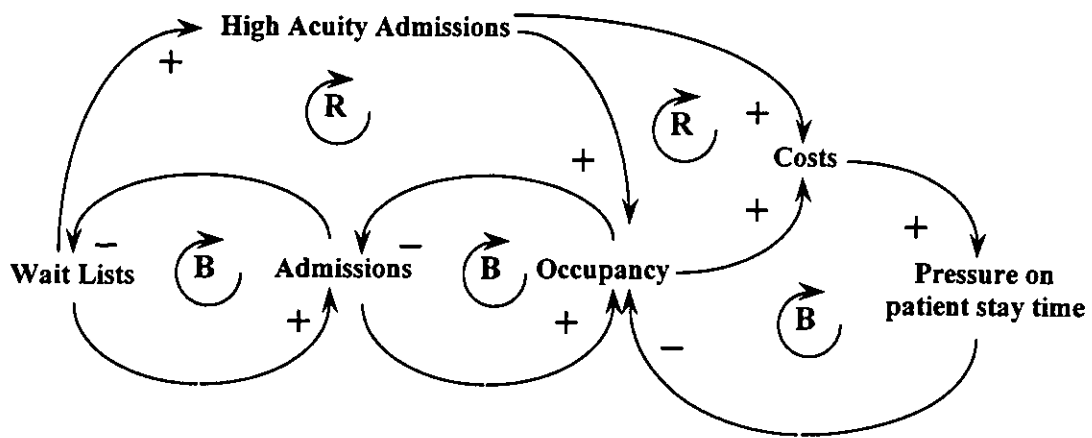 High Acuity Admissions
+
R
R
+
Costs
+
+
+
−
B
−
B
Wait Lists
Admissions
Occupancy
Pressure on
patient stay time
+
+
B
−